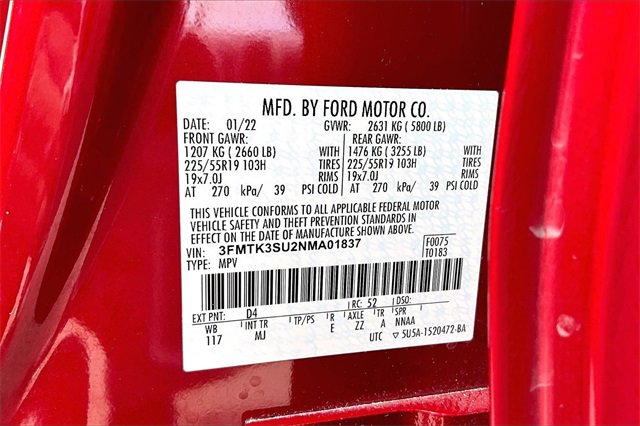 MFD. BY FORD MOTOR CO.
DATE: 01/22 GVWR: 2631 KG ( 5800 LB)
FRONT GAWR: REAR GAWR:
1207 KG ( 2660 LB) WITH 1476 KG ( 3255 LB) WITH
225/55R19 103H TIRES 225/55R19 103H TIRES
19x7.0J RIMS 19x7.0J RIMS
AT 270 kPa/ 39 PSI COLD AT 270 kPa/ 39 PSI COLD
THIS VEHICLE CONFORMS TO ALL APPLICABLE FEDERAL MOTOR
VEHICLE SAFETY AND THEFT PREVENTION STANDARDS IN
EFFECT ON THE DATE OF MANUFACTURE SHOWN ABOVE.
VIN: 3FMTK3SU2NMA01837 F0075
TYPE: MPV T0183
EXT PNT: D4 RC: 52 DSO:
WB INT TR TP/PS R AXLE TR
117 MJ E ZZ A NNAA
UTC ▽ 5U5A-1520472-BA